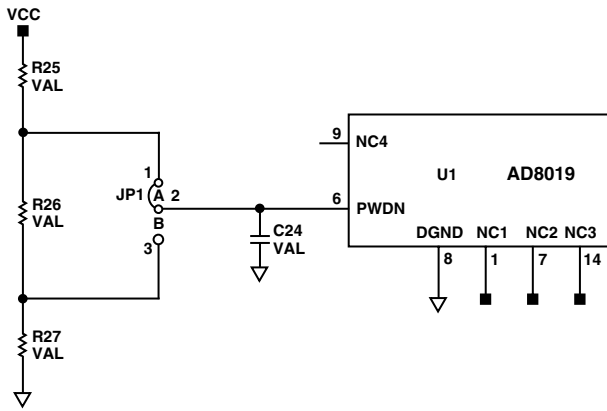 VCC
R25
VAL
9
NC4
1
U1
AD8019
JP1
A
2
6
PWDN
R26
VAL
B
C24
VAL
3
DGND
NC1
NC2
NC3
8
1
7
14
R27
VAL